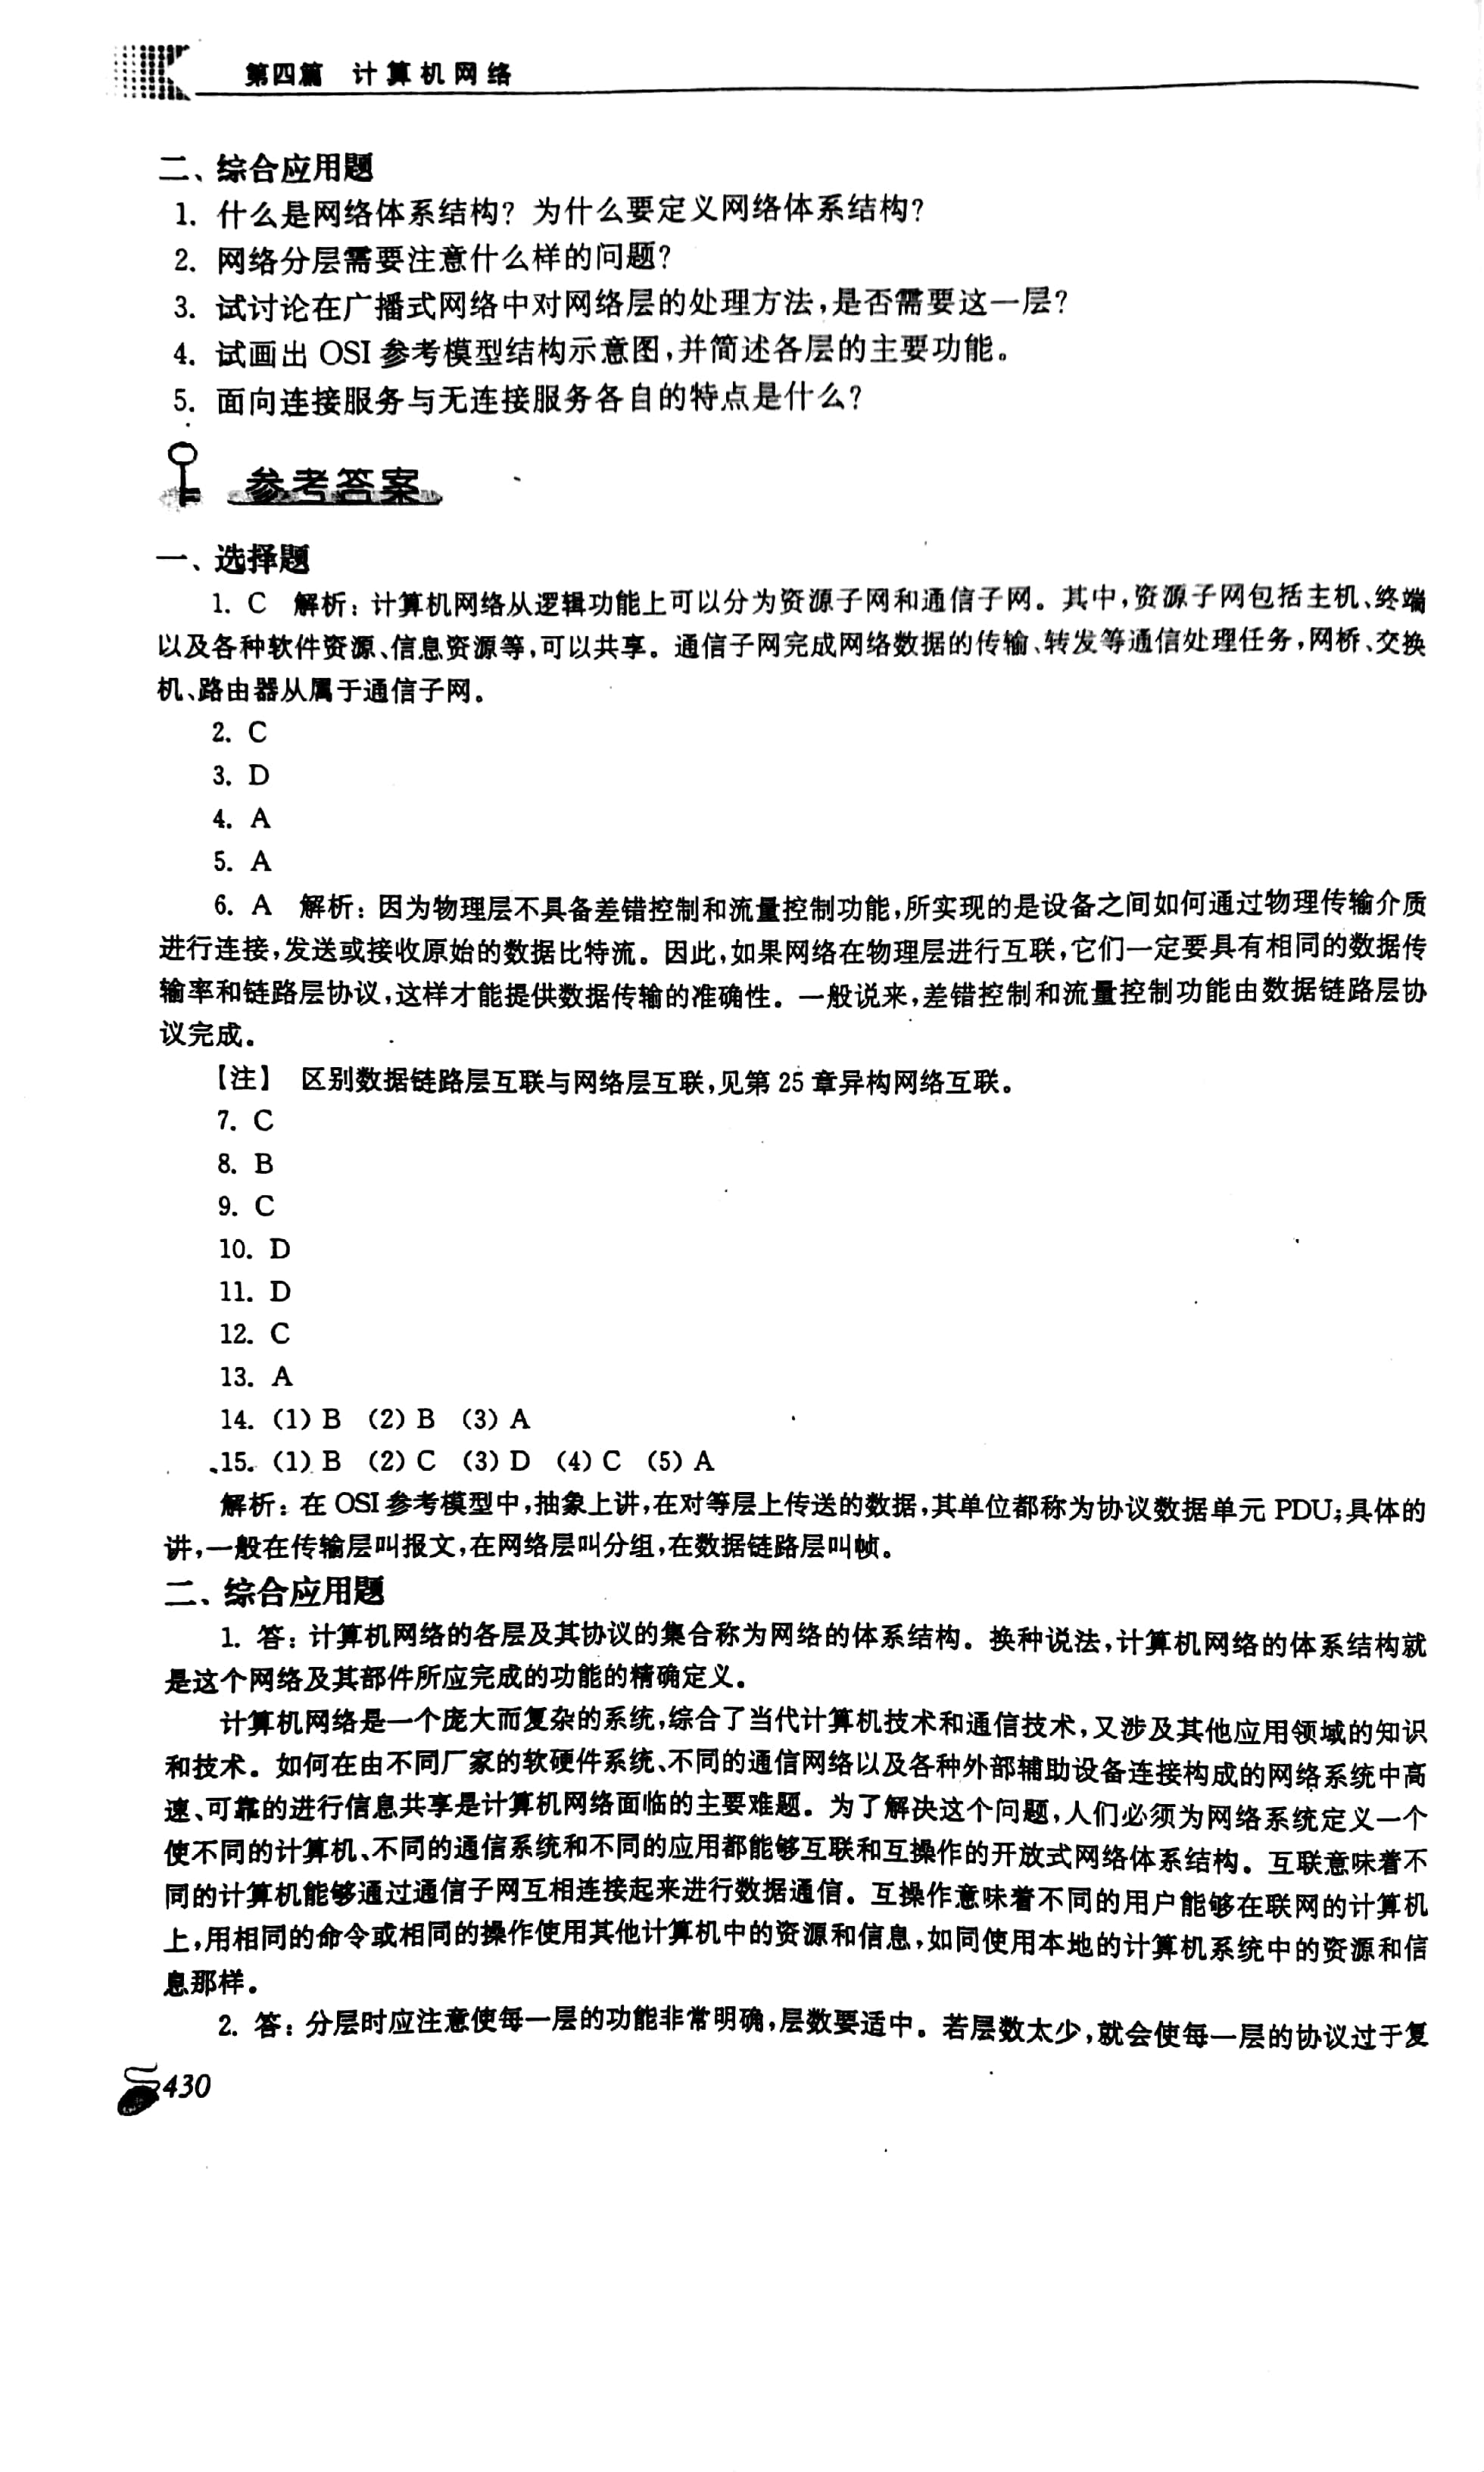 第四篇 计算机网络
二、综合应用题
1. 什么是网络体系结构？为什么要定义网络体系结构？
2. 网络分层需要注意什么样的问题？
3. 试讨论在广播式网络中对网络层的处理方法，是否需要这一层？
4. 试画出 OSI 参考模型结构示意图，并简述各层的主要功能。
5. 面向连接服务与无连接服务各自的特点是什么？
参考答案
一、选择题
1. C 解析：计算机网络从逻辑功能上可以分为资源子网和通信子网。其中，资源子网包括主机、终端
以及各种软件资源、信息资源等，可以共享。通信子网完成网络数据的传输、转发等通信处理任务，网桥、交换
机、路由器从属于通信子网。
2. C
3. D
4. A
5. A
6. A 解析：因为物理层不具备差错控制和流量控制功能，所实现的是设备之间如何通过物理传输介质
进行连接，发送或接收原始的数据比特流。因此，如果网络在物理层进行互联，它们一定要具有相同的数据传
输率和链路层协议，这样才能提供数据传输的准确性。一般说来，差错控制和流量控制功能由数据链路层协
议完成。
【注】 区别数据链路层互联与网络层互联，见第 25 章异构网络互联。
7. C
8. B
9. C
10. D
11. D
12. C
13. A
14. (1) B (2) B (3) A
15. (1) B (2) C (3) D (4) C (5) A
解析：在 OSI 参考模型中，抽象上讲，在对等层上传送的数据，其单位都称为协议数据单元 PDU；具体的
讲，一般在传输层叫报文，在网络层叫分组，在数据链路层叫帧。
二、综合应用题
1. 答：计算机网络的各层及其协议的集合称为网络的体系结构。换种说法，计算机网络的体系结构就
是这个网络及其部件所应完成的功能的精确定义。
计算机网络是一个庞大而复杂的系统，综合了当代计算机技术和通信技术，又涉及其他应用领域的知识
和技术。如何在由不同厂家的软硬件系统、不同的通信网络以及各种外部辅助设备连接构成的网络系统中高
速、可靠的进行信息共享是计算机网络面临的主要难题。为了解决这个问题，人们必须为网络系统定义一个
使不同的计算机、不同的通信系统和不同的应用都能够互联和互操作的开放式网络体系结构。互联意味着不
同的计算机能够通过通信子网互相连接起来进行数据通信。互操作意味着不同的用户能够在联网的计算机
上，用相同的命令或相同的操作使用其他计算机中的资源和信息，如同使用本地的计算机系统中的资源和信
息那样。
2. 答：分层时应注意使每一层的功能非常明确，层数要适中。若层数太少，就会使每一层的协议过于复
430